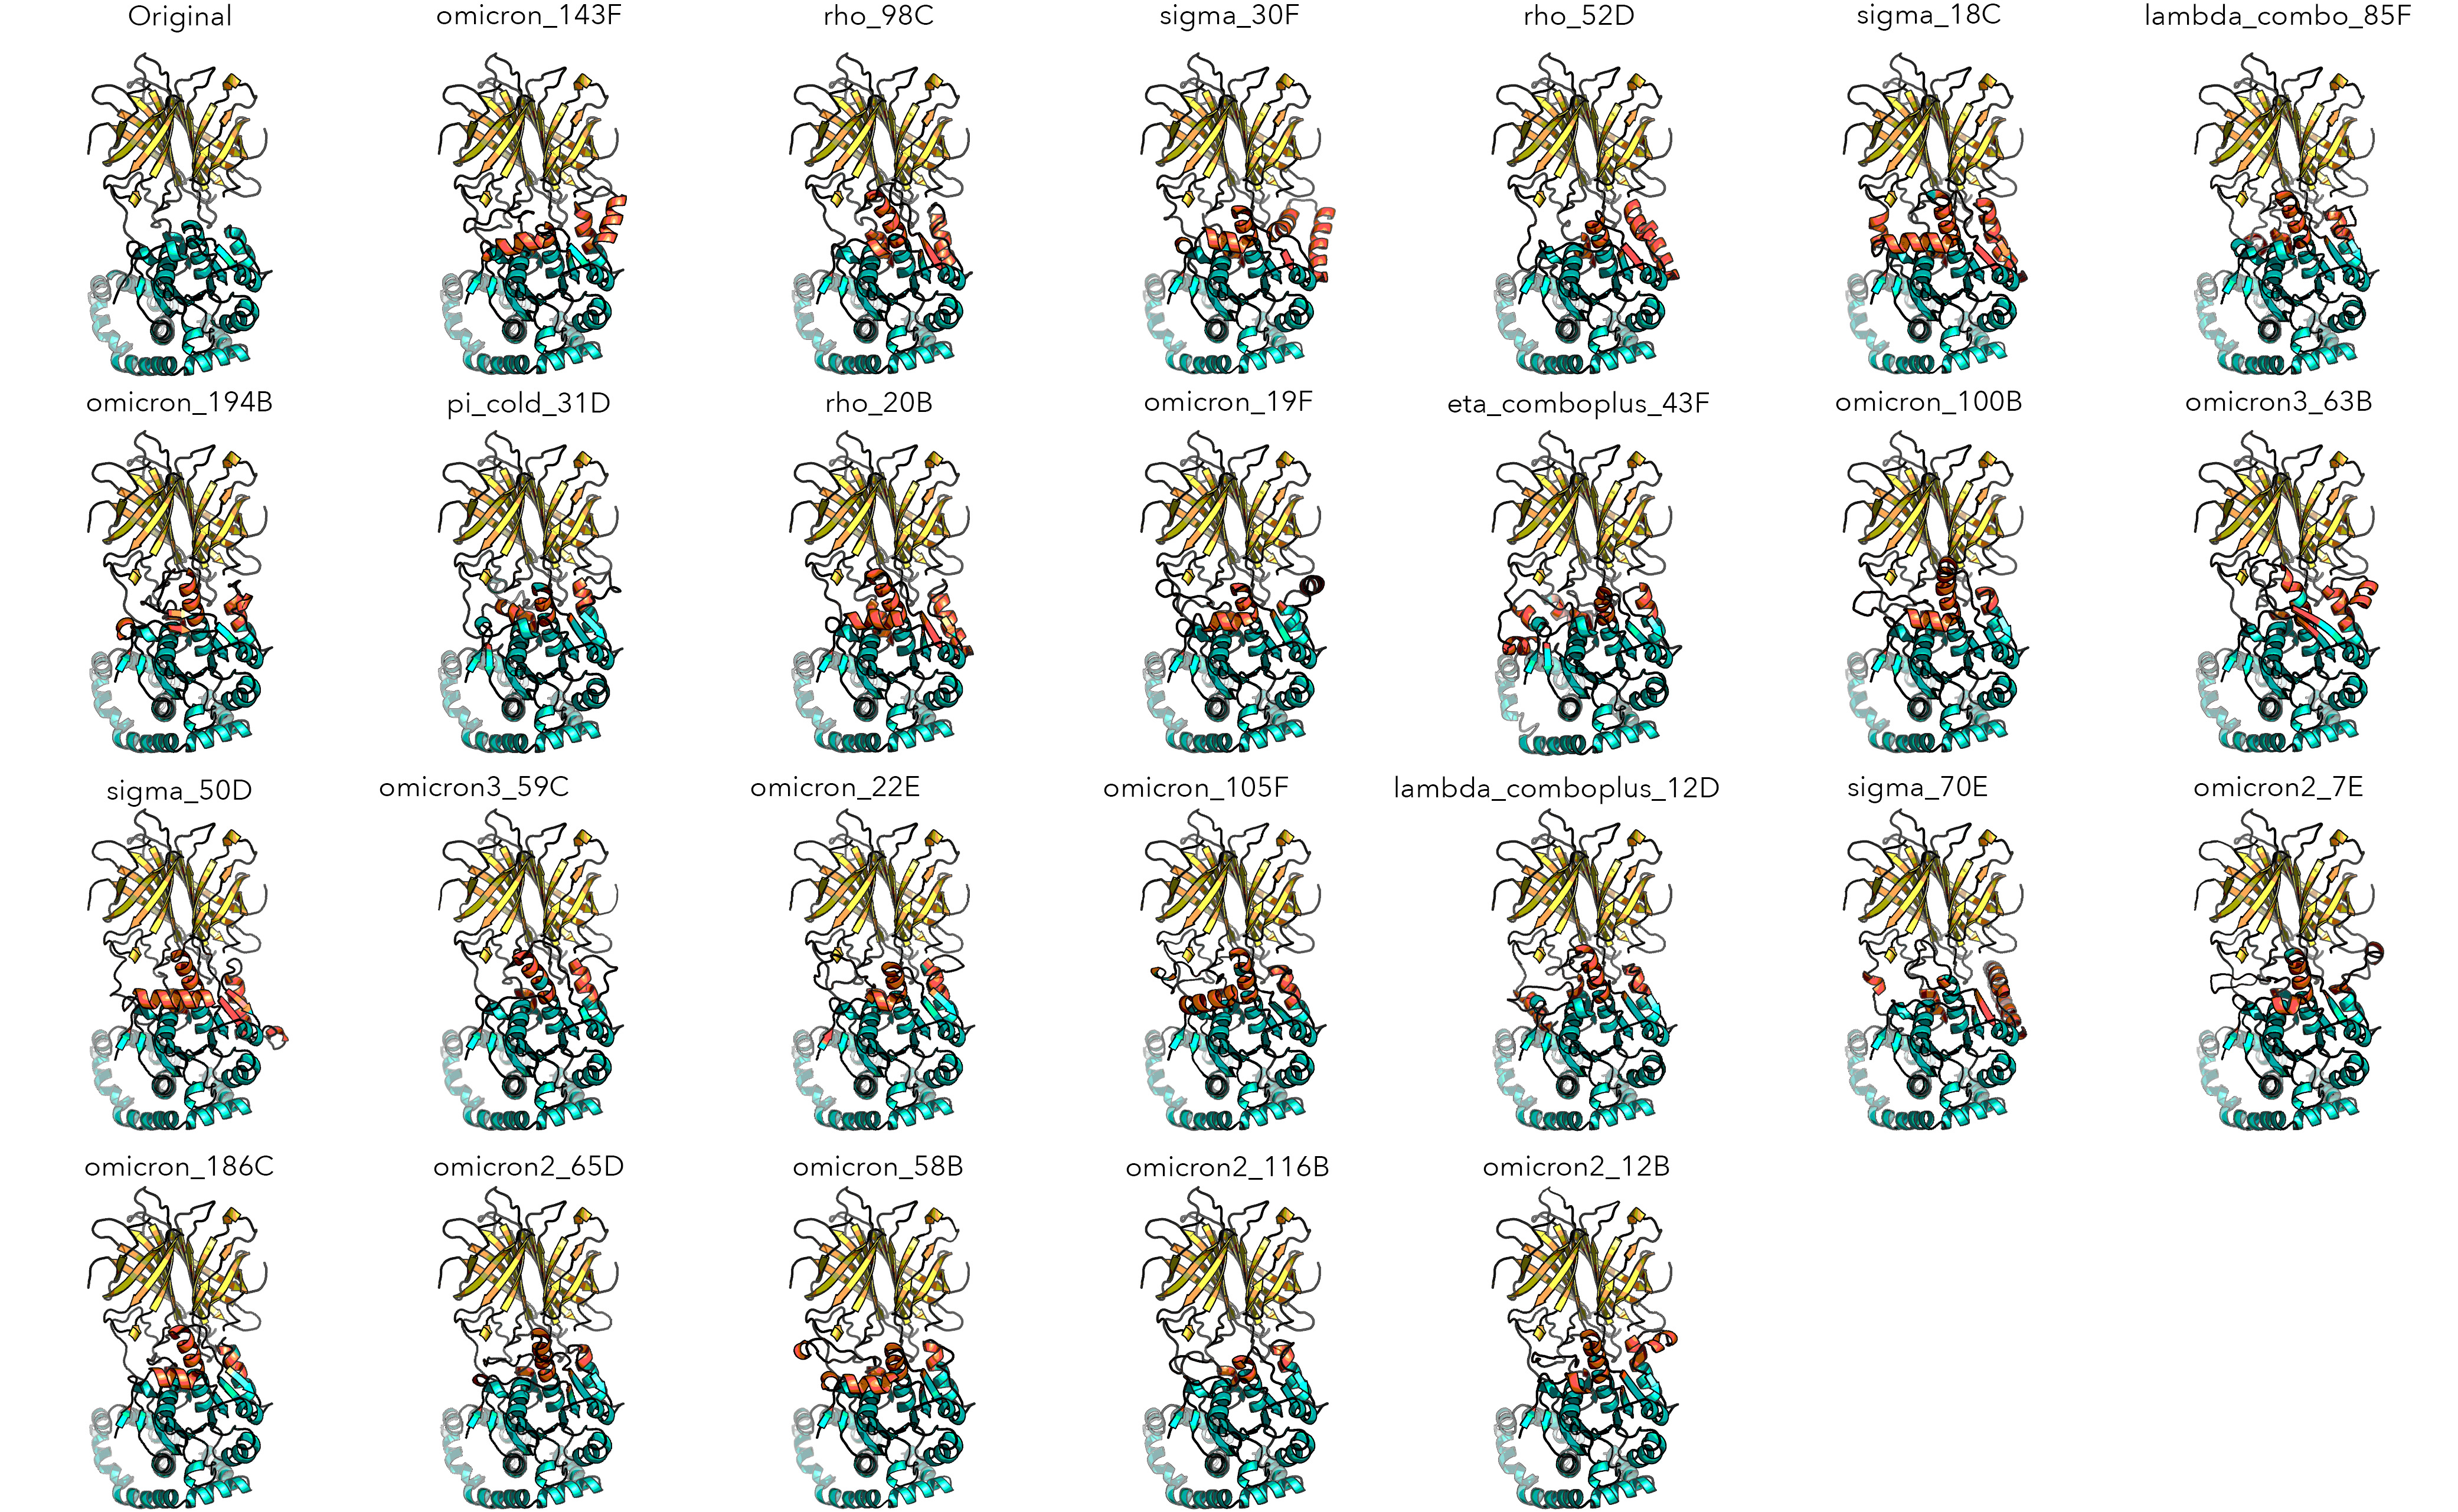 Original
omicron_143F
rho_98C
sigma_30F
rho_52D
sigma_18C
lambda_combo_85F
omicron_194B
pi_cold_31D
rho_20B
omicron_19F
eta_comboplus_43F
omicron_100B
omicron3_63B
sigma_50D
omicron3_59C
omicron_22E
omicron_105F
lambda_comboplus_12D
sigma_70E
omicron2_7E
omicron_186C
omicron2_65D
omicron_58B
omicron2_116B
omicron2_12B